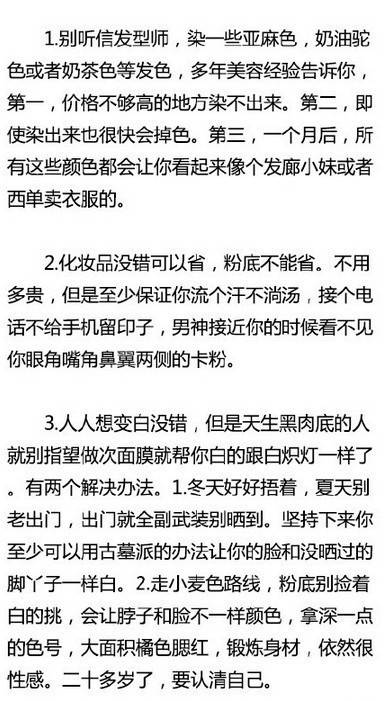 1.别听信发型师，染一些亚麻色，奶油驼
色或者奶茶色等发色，多年美容经验告诉你，
第一，价格不够高的地方染不出来。第二，即
使染出来也很快会掉色。第三，一个月后，所
有这些颜色都会让你看起来像个发廊小妹或者
西单卖衣服的。
2.化妆品没错可以省，粉底不能省。不用
多贵，但是至少保证你流个汗不淌汤，接个电
话不给手机留印子，男神接近你的时候看不见
你眼角嘴角鼻翼两侧的卡粉。
3.人人想变白没错，但是天生黑肉底的人
就别指望做次面膜就帮你白的跟白炽灯一样了
。有两个解决办法。1.冬天好好捂着，夏天别
老出门，出门就全副武装别晒到。坚持下来你
至少可以用古墓派的办法让你的脸和没晒过的
脚丫子一样白。2.走小麦色路线，粉底别捡着
白的挑，会让脖子和脸不一样颜色，拿深一点
的色号，大面积橘色腮红，锻炼身材，依然很
性感。二十多岁了，要认清自己。